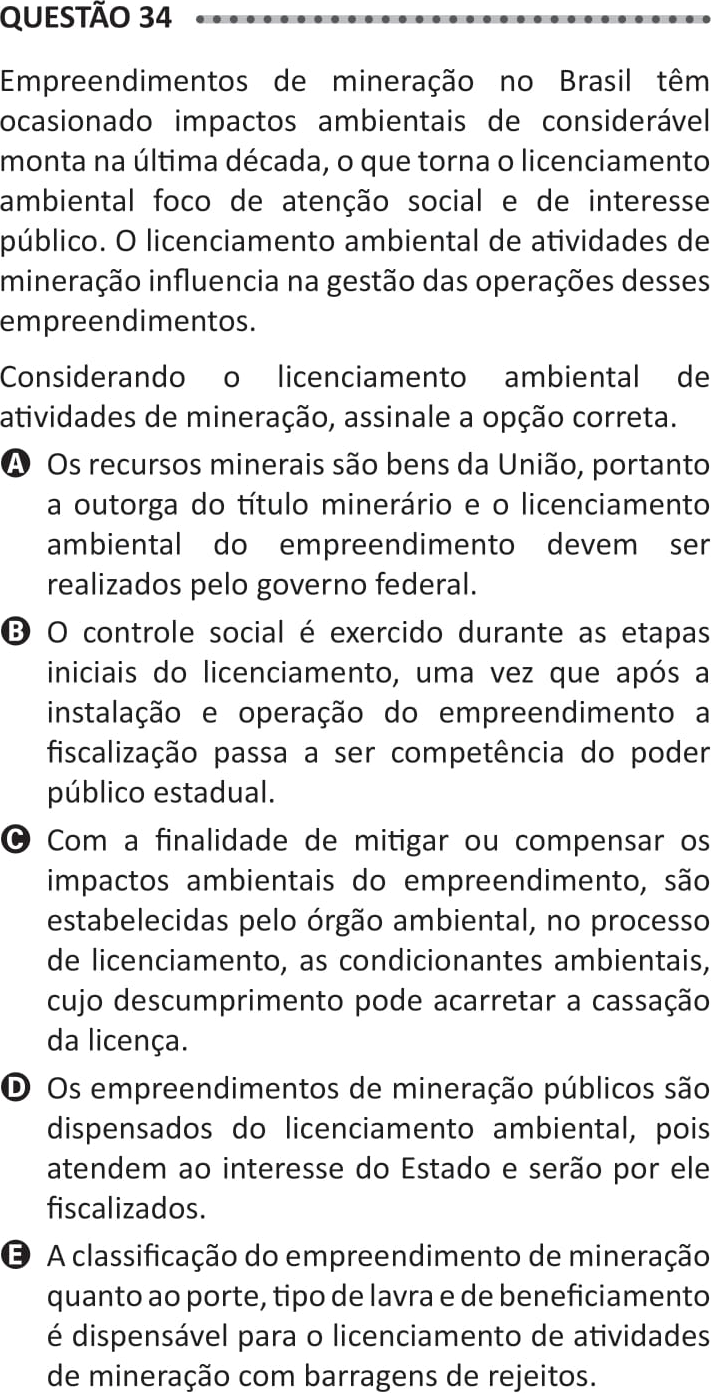 QUESTÃO 34
Empreendimentos de mineração no Brasil têm
ocasionado impactos ambientais de considerável
monta na última década, o que torna o licenciamento
ambiental foco de atenção social e de interesse
público. O licenciamento ambiental de atividades de
mineração influencia na gestão das operações desses
empreendimentos.
Considerando o licenciamento ambiental de
atividades de mineração, assinale a opção correta.
A Os recursos minerais são bens da União, portanto
a outorga do título minerário e o licenciamento
ambiental do empreendimento devem ser
realizados pelo governo federal.
B O controle social é exercido durante as etapas
iniciais do licenciamento, uma vez que após a
instalação e operação do empreendimento a
fiscalização passa a ser competência do poder
público estadual.
C Com a finalidade de mitigar ou compensar os
impactos ambientais do empreendimento, são
estabelecidas pelo órgão ambiental, no processo
de licenciamento, as condicionantes ambientais,
cujo descumprimento pode acarretar a cassação
da licença.
D Os empreendimentos de mineração públicos são
dispensados do licenciamento ambiental, pois
atendem ao interesse do Estado e serão por ele
fiscalizados.
E A classificação do empreendimento de mineração
quanto ao porte, tipo de lavra e de beneficiamento
é dispensável para o licenciamento de atividades
de mineração com barragens de rejeitos.